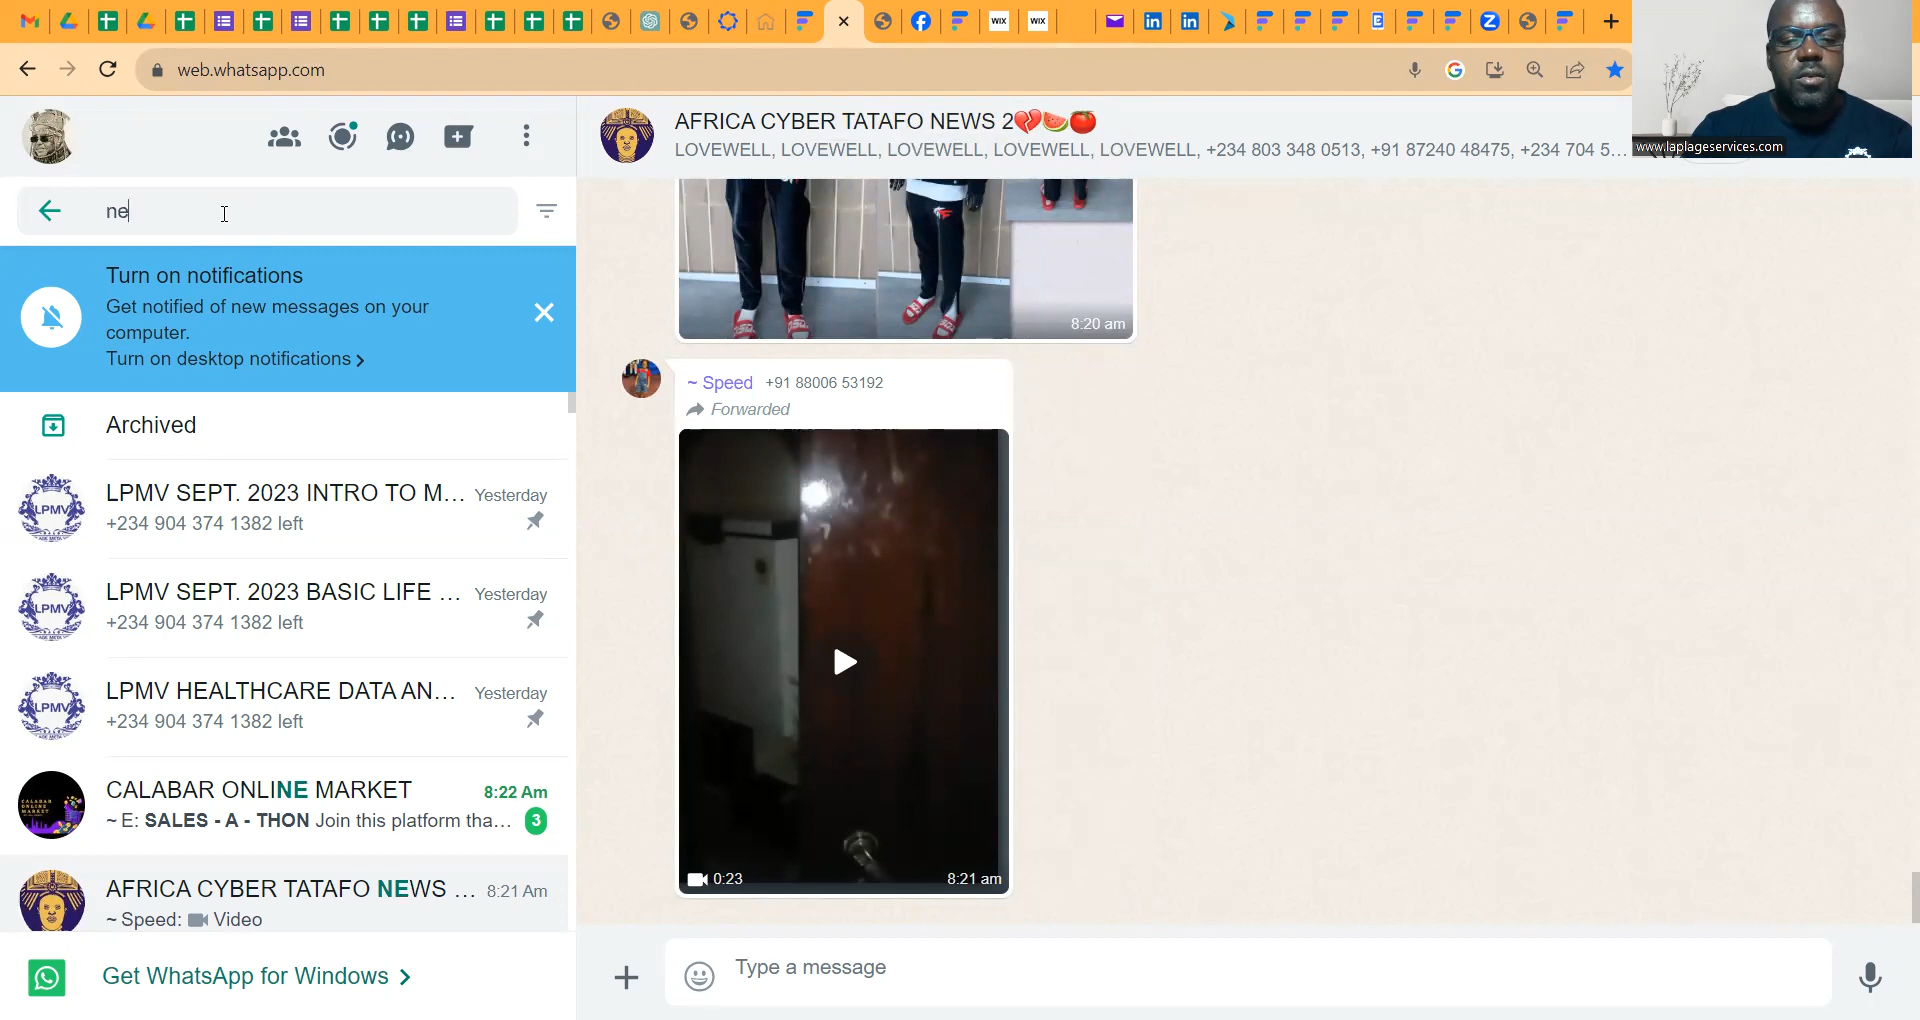 web.whatsapp.com
www.laplageservices.com
ne
Turn on notifications
Get notified of new messages on your
computer.
Turn on desktop notifications >
Archived
LPMV SEPT. 2023 INTRO TO M... Yesterday
+234 904 374 1382 left
LPMV SEPT. 2023 BASIC LIFE ... Yesterday
+234 904 374 1382 left
LPMV HEALTHCARE DATA AN... Yesterday
+234 904 374 1382 left
CALABAR ONLINE MARKET 8:22 Am
~ E: SALES - A - THON Join this platform tha... 3
AFRICA CYBER TATAFO NEWS ... 8:21 Am
~ Speed: Video
Get WhatsApp for Windows >
AFRICA CYBER TATAFO NEWS 2💔🍉🍅
LOVEWELL, LOVEWELL, LOVEWELL, LOVEWELL, LOVEWELL, +234 803 348 0513, +91 87240 48475, +234 704 5...
8:20 am
~ Speed +91 88006 53192
Forwarded
0:23 8:21 am
Type a message